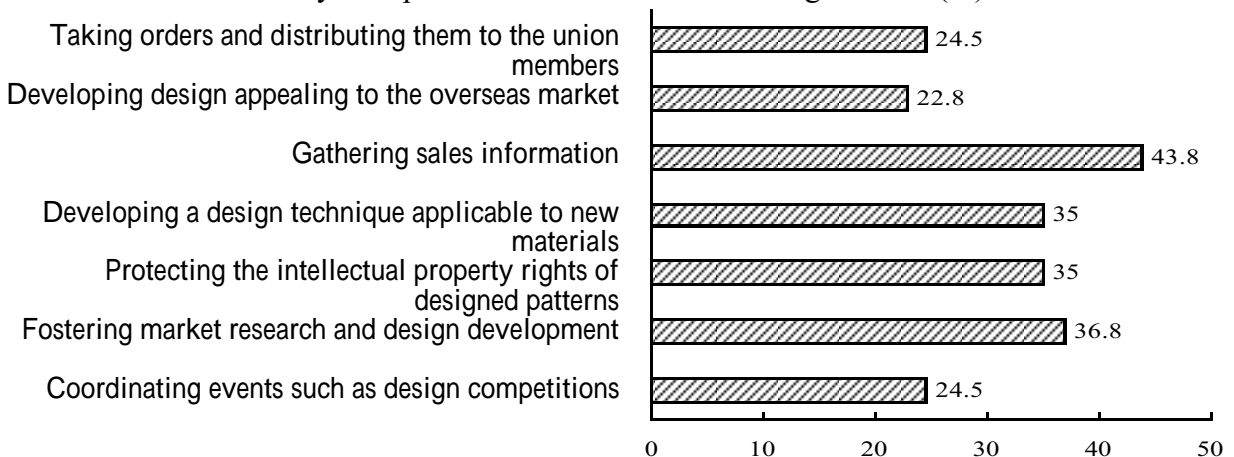 Taking orders and distributing them to the union
members
24.5
Developing design appealing to the overseas market
22.8
Gathering sales information
43.8
Developing a design technique applicable to new
materials
35
Protecting the intellectual property rights of
designed patterns
35
Fostering market research and design development
36.8
Coordinating events such as design competitions
24.5
0 10 20 30 40 50